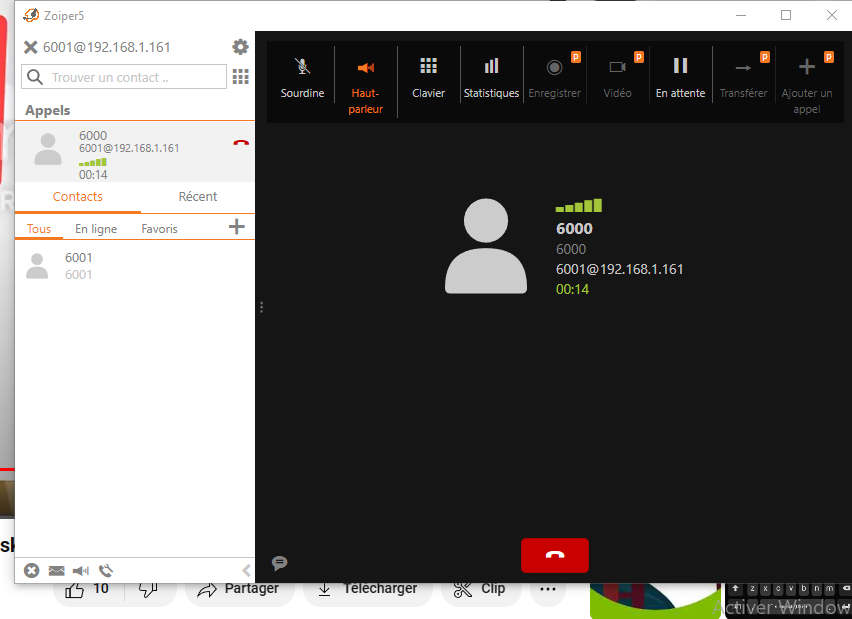 Zoiper5
6001@192.168.1.161
Trouver un contact ..
Appels
6000
6001@192.168.1.161
00:14
Contacts
Récent
Tous
En ligne
Favoris
6001
6001
Sourdine
Haut-
parleur
Clavier
Statistiques
P
Enregistrer
P
Vidéo
En attente
P
Transférer
P
Ajouter un
appel
6000
6000
6001@192.168.1.161
00:14
10
Partager
Télécharger
Clip
z x c v b n m
Activer Window